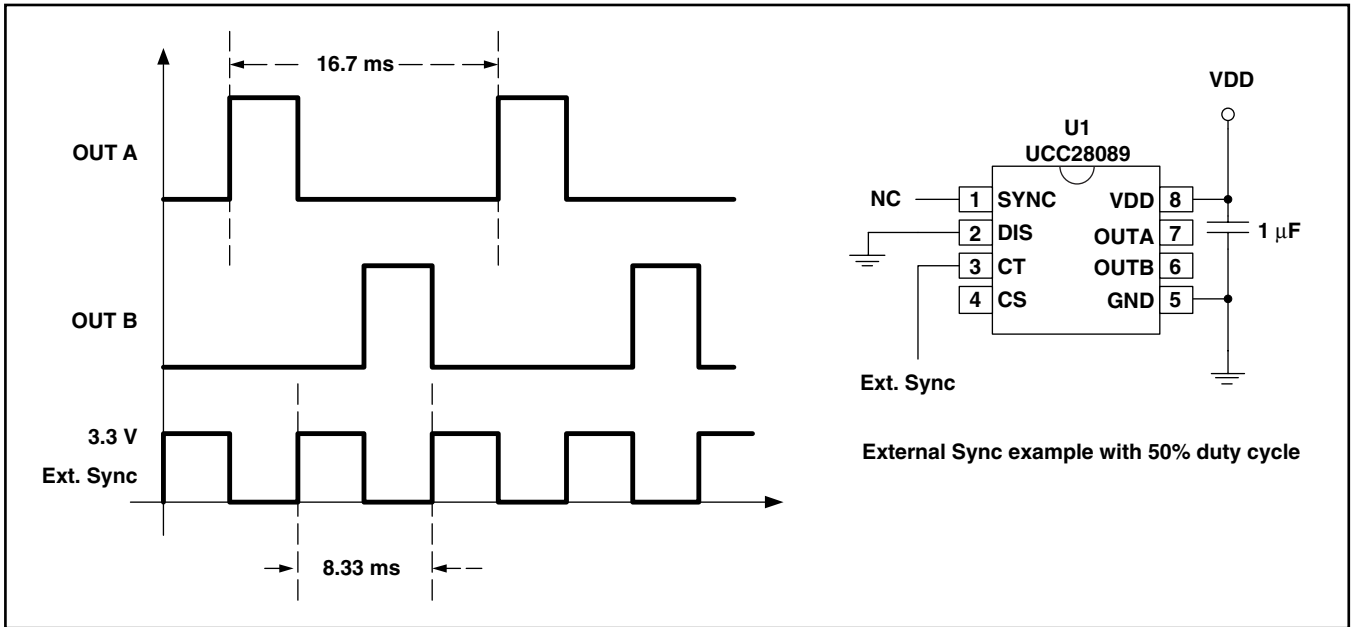 16.7 ms
OUT A
OUT B
3.3 V
Ext. Sync
8.33 ms
VDD
U1
UCC28089
NC
1 SYNC
2 DIS
3 CT
4 CS
VDD 8
OUTA 7
OUTB 6
GND 5
1 μF
Ext. Sync
External Sync example with 50% duty cycle